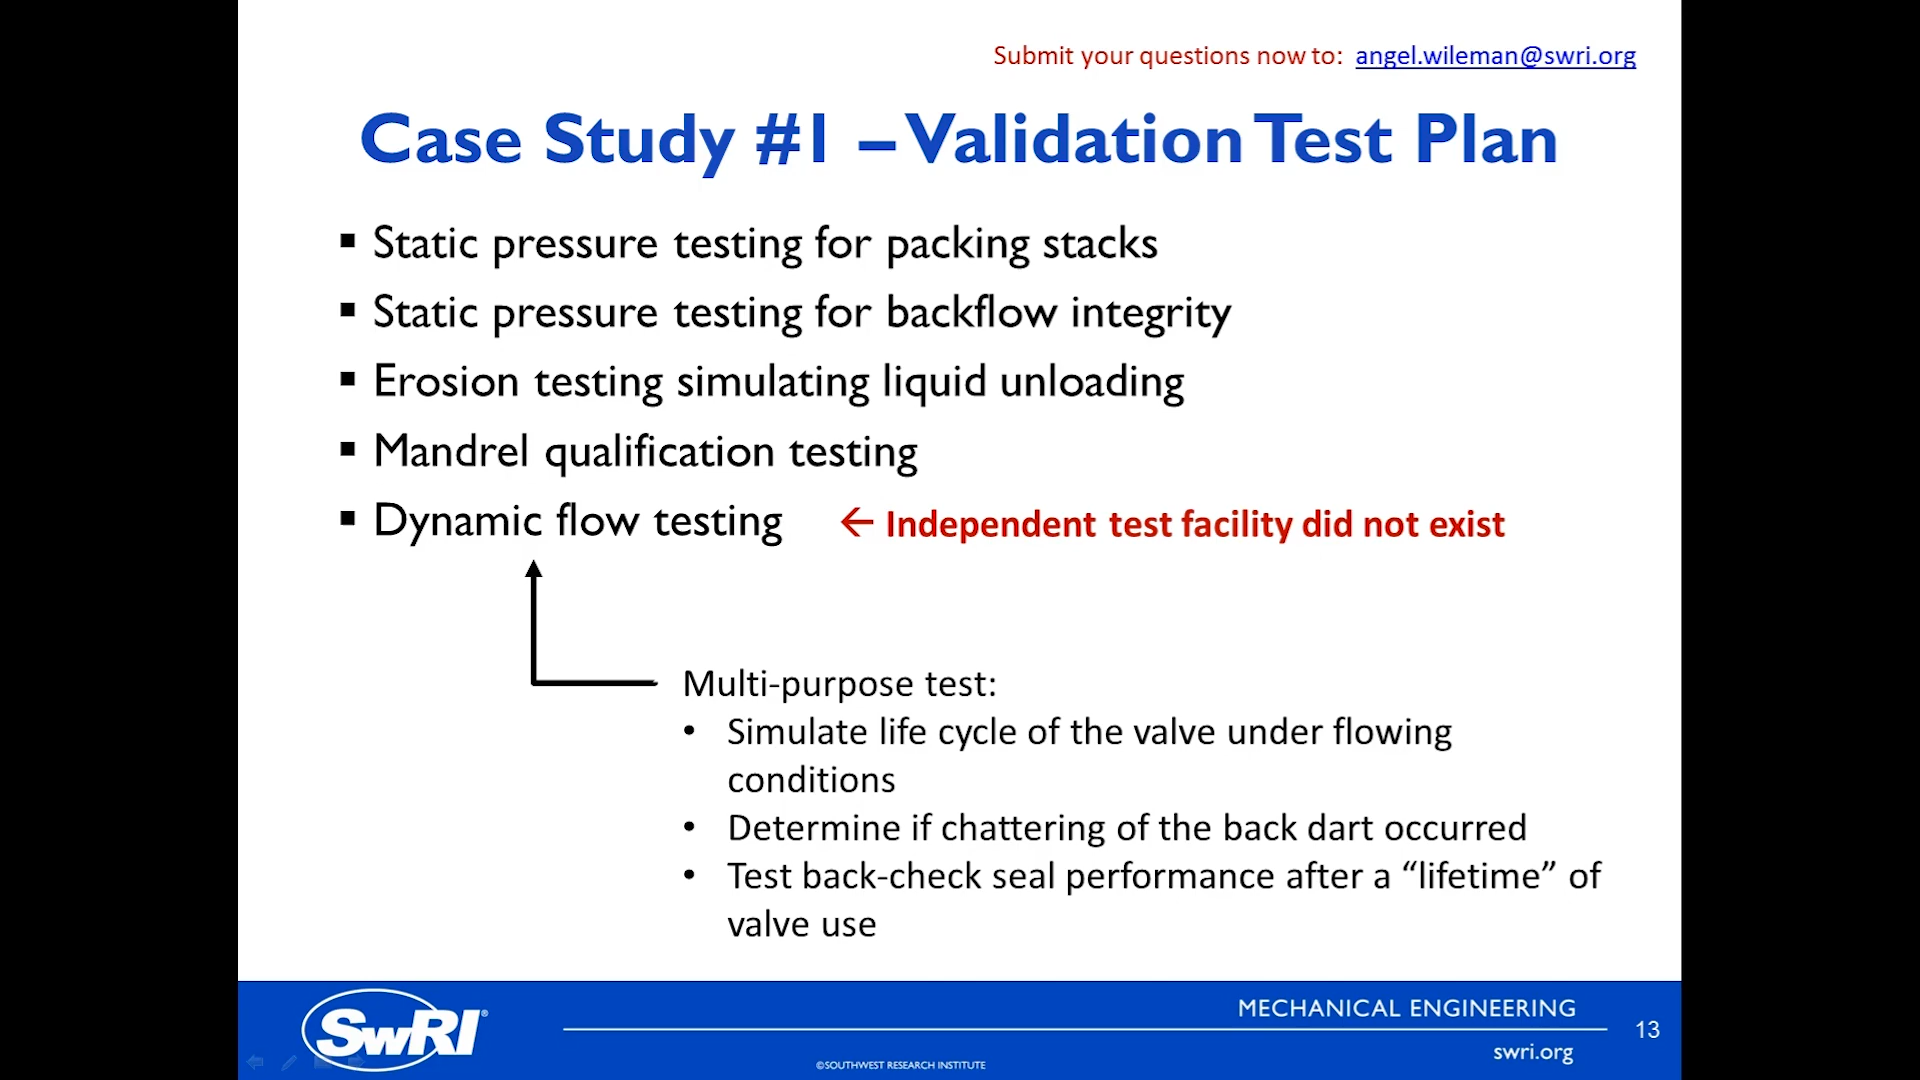 Submit your questions now to: angel.wileman@swri.org
Case Study #1 – Validation Test Plan
▪ Static pressure testing for packing stacks
▪ Static pressure testing for backflow integrity
▪ Erosion testing simulating liquid unloading
▪ Mandrel qualification testing
▪ Dynamic flow testing ← Independent test facility did not exist
Multi-purpose test:
• Simulate life cycle of the valve under flowing
conditions
• Determine if chattering of the back dart occurred
• Test back-check seal performance after a “lifetime” of
valve use
SwRI®
MECHANICAL ENGINEERING
13
swri.org
©SOUTHWEST RESEARCH INSTITUTE